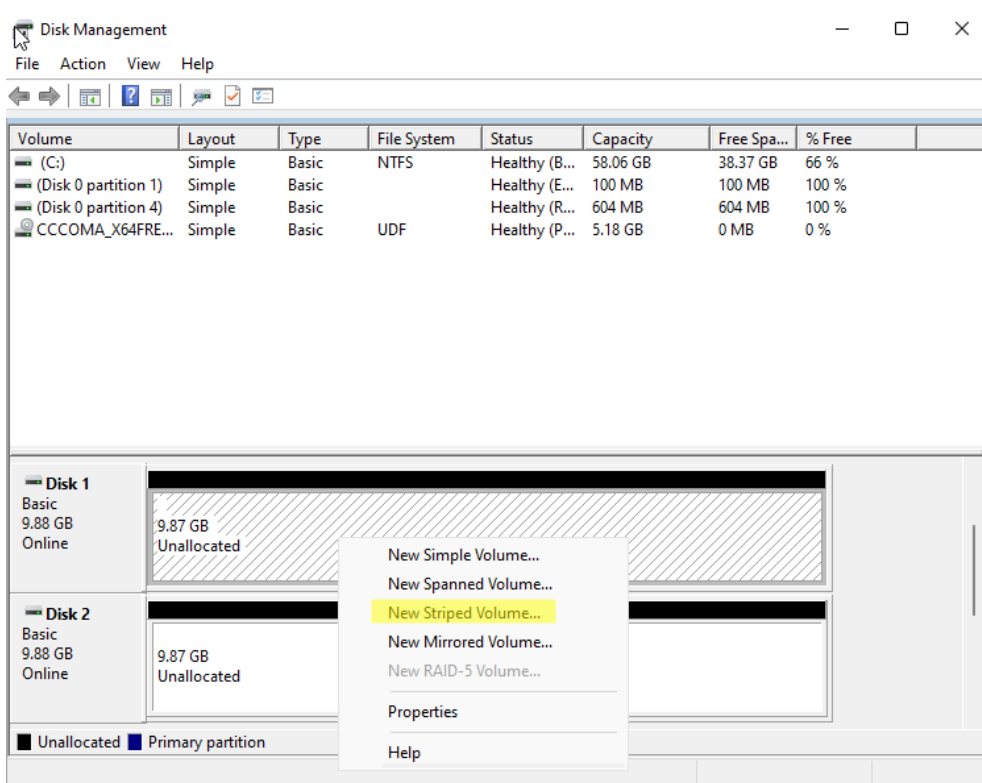 Disk Management
File Action View Help
Volume Layout Type File System Status Capacity Free Spa... % Free
(C:) Simple Basic NTFS Healthy (B... 58.06 GB 38.37 GB 66 %
(Disk 0 partition 1) Simple Basic Healthy (E... 100 MB 100 MB 100 %
(Disk 0 partition 4) Simple Basic Healthy (R... 604 MB 604 MB 100 %
CCCOMA_X64FRE... Simple Basic UDF Healthy (P... 5.18 GB 0 MB 0 %
Disk 1
Basic
9.88 GB
Online
9.87 GB
Unallocated
New Simple Volume...
New Spanned Volume...
New Striped Volume...
New Mirrored Volume...
New RAID-5 Volume...
Properties
Help
Disk 2
Basic
9.88 GB
Online
9.87 GB
Unallocated
Unallocated Primary partition